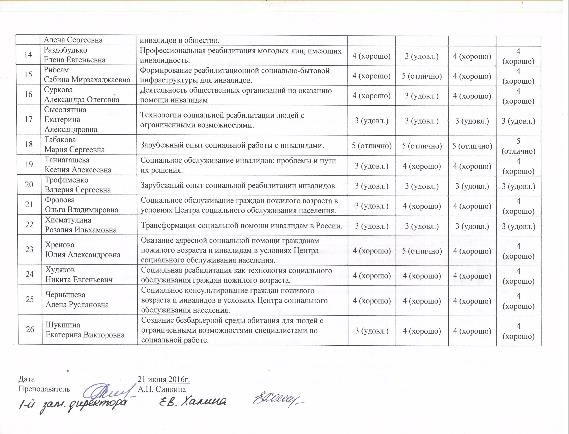 Алена Сергеевна инвалидов в общество.
14 Раздобудько Елена Евгеньевна Профессиональная реабилитация молодых лиц, имеющих инвалидность. 4 (хорошо) 3 (удовл.) 4 (хорошо) 4 (хорошо)
15 Сабина Мирзахаджаевна Формирование реабилитационной социально-бытовой инфраструктуры для инвалидов. 4 (хорошо) 5 (отлично) 4 (хорошо) 4 (хорошо)
16 Суркова Александра Олеговна Деятельность общественных организаций по оказанию помощи инвалидам 4 (хорошо) 3 (удовл.) 4 (хорошо) 4 (хорошо)
17 Сысолятина Екатерина Александровна Технологии социальной реабилитации людей с ограниченными возможностями. 3 (удовл.) 3 (удовл.) 3 (удовл.) 3 (удовл.)
18 Табакова Мария Сергеевна Зарубежный опыт социальной работы с инвалидами. 5 (отлично) 5 (отлично) 5 (отлично) 5 (отлично)
19 Ксения Алексеевна Социальное обслуживание инвалидов: проблемы и пути их решения. 3 (удовл.) 4 (хорошо) 4 (хорошо) 4 (хорошо)
20 Трофименко Валерия Сергеевна Зарубежный опыт социальной реабилитации инвалидов 3 (удовл.) 3 (удовл.) 3 (удовл.) 3 (удовл.)
21 Фролова Ольга Владимировна Социальное обслуживание граждан пожилого возраста в условиях Центра социального обслуживания населения. 3 (удовл.) 4 (хорошо) 4 (хорошо) 4 (хорошо)
22 Хисматулина Розалия Ильхамовна Трансформация социальной помощи инвалидам в России. 3 (удовл.) 3 (удовл.) 3 (удовл.) 3 (удовл.)
23 Хренова Юлия Александровна Оказание адресной социальной помощи гражданам пожилого возраста и инвалидам в условиях Центра социального обслуживания населения. 4 (хорошо) 5 (отлично) 4 (хорошо) 4 (хорошо)
24 Худяков Никита Евгеньевич Социальная реабилитация как технология социального обслуживания граждан пожилого возраста. 4 (хорошо) 4 (хорошо) 4 (хорошо) 4 (хорошо)
25 Чернышева Алена Руслановна Социальное консультирование граждан пожилого возраста и инвалидов в условиях Центра социального обслуживания населения. 4 (хорошо) 4 (хорошо) 4 (хорошо) 4 (хорошо)
26 Шукшина Екатерина Викторовна Создание безбарьерной среды обитания для людей с ограниченными возможностями специалистами по социальной работе. 3 (удовл.) 4 (хорошо) 4 (хорошо) 4 (хорошо)
Дата 21 июня 2016г.
Преподаватель А.П. Сиякина
1-й зам. директора Е.В. Халина